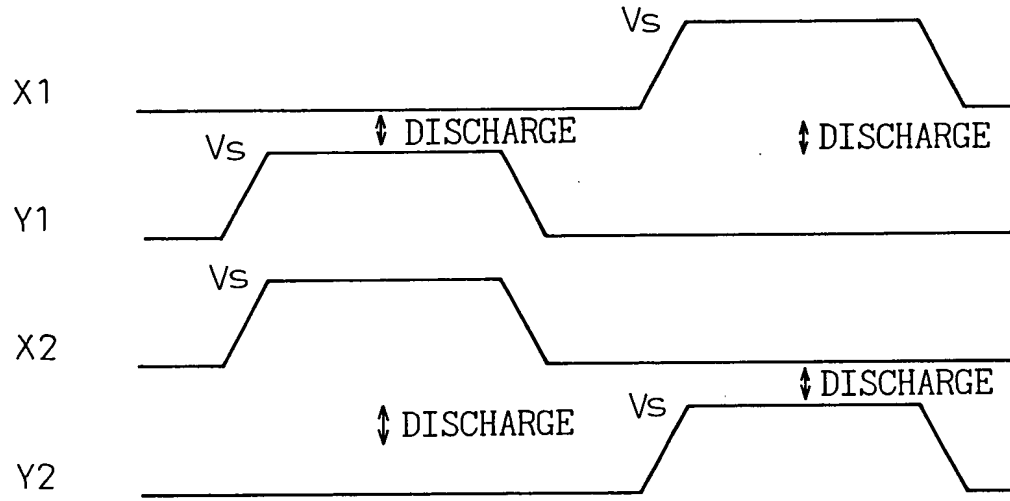 Vs
X1
DISCHARGE
DISCHARGE
Vs
Y1
Vs
X2
DISCHARGE
Vs
DISCHARGE
Y2